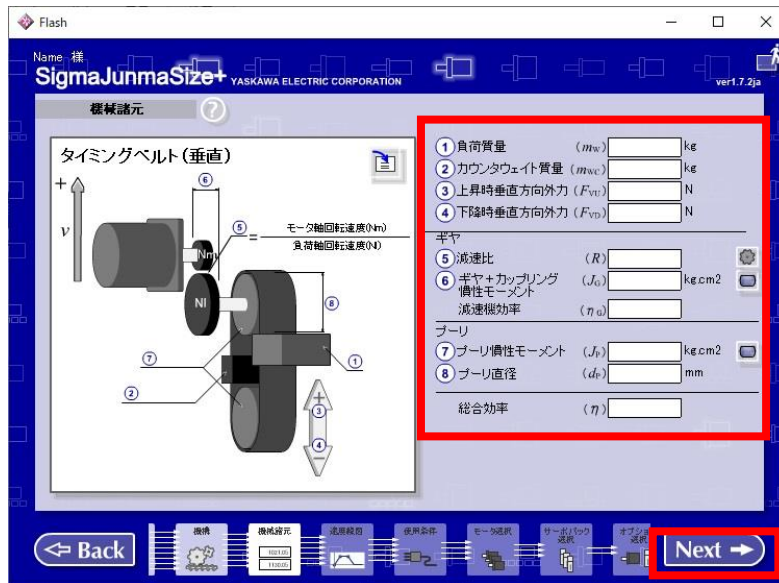 Flash
Name 様
SigmaJunmaSize+ YASKAWA ELECTRIC CORPORATION
ver1.7.2ja
機械諸元
?
タイミングベルト(垂直)
+
v
⑥
⑤ = モータ軸回転速度(Nm)
負荷軸回転速度(Nl)
Nm
Nl
⑧
⑦
①
②
+
③
④
−
① 負荷質量 (mw) kg
② カウンタウェイト質量 (mwc) kg
③ 上昇時垂直方向外力 (FVU) N
④ 下降時垂直方向外力 (FVD) N
ギヤ
⑤ 減速比 (R)
⑥ ギヤ+カップリング (JG) kg.cm2
慣性モーメント
減速機効率 (ηG)
プーリ
⑦ プーリ慣性モーメント (JP) kg.cm2
⑧ プーリ直径 (dP) mm
総合効率 (η)
Back
機構
機械諸元
速度線図
使用条件
モータ選択
サーボパック
選択
選択
Next